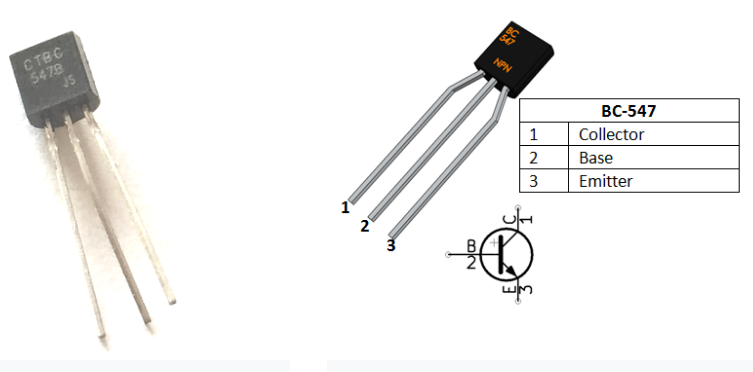 CTBC
547B
J5
BC
547
NPN
1
2
3
BC-547
1 Collector
2 Base
3 Emitter
C 1
B
2
E 3